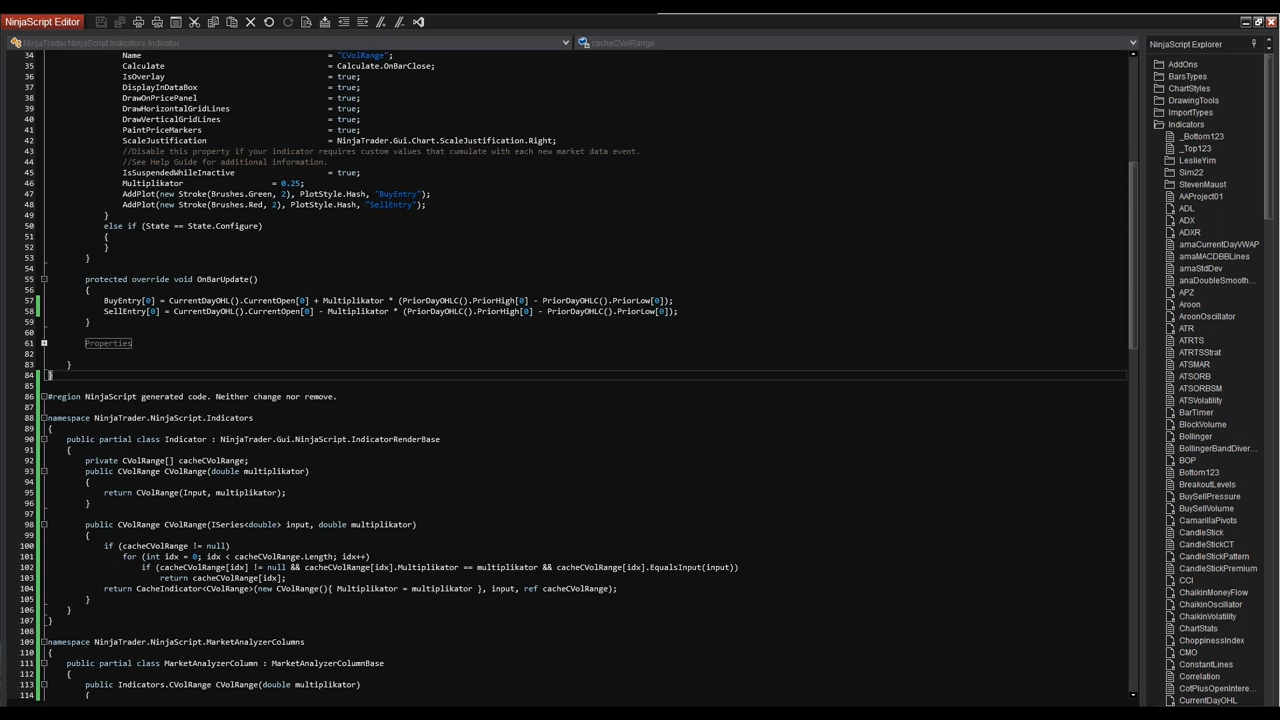 NinjaScript Editor
NinjaTrader.NinjaScript.Indicators.Indicator
cacheCVolRange
34 Name = "CVolRange";
35 Calculate = Calculate.OnBarClose;
36 IsOverlay = true;
37 DisplayInDataBox = true;
38 DrawOnPricePanel = true;
39 DrawHorizontalGridLines = true;
40 DrawVerticalGridLines = true;
41 PaintPriceMarkers = true;
42 ScaleJustification = NinjaTrader.Gui.Chart.ScaleJustification.Right;
43 //Disable this property if your indicator requires custom values that cumulate with each new market data event.
44 //See Help Guide for additional information.
45 IsSuspendedWhileInactive = true;
46 Multiplikator = 0.25;
47 AddPlot(new Stroke(Brushes.Green, 2), PlotStyle.Hash, "BuyEntry");
48 AddPlot(new Stroke(Brushes.Red, 2), PlotStyle.Hash, "SellEntry");
49 }
50 else if (State == State.Configure)
51 {
52 }
53 }
54
55 protected override void OnBarUpdate()
56 {
57 BuyEntry[0] = CurrentDayOHL().CurrentOpen[0] + Multiplikator * (PriorDayOHLC().PriorHigh[0] - PriorDayOHLC().PriorLow[0]);
58 SellEntry[0] = CurrentDayOHL().CurrentOpen[0] - Multiplikator * (PriorDayOHLC().PriorHigh[0] - PriorDayOHLC().PriorLow[0]);
59 }
60
61 Properties
82
83 }
84 }
85
86 #region NinjaScript generated code. Neither change nor remove.
87
88 namespace NinjaTrader.NinjaScript.Indicators
89 {
90 public partial class Indicator : NinjaTrader.Gui.NinjaScript.IndicatorRenderBase
91 {
92 private CVolRange[] cacheCVolRange;
93 public CVolRange CVolRange(double multiplikator)
94 {
95 return CVolRange(Input, multiplikator);
96 }
97
98 public CVolRange CVolRange(ISeries<double> input, double multiplikator)
99 {
100 if (cacheCVolRange != null)
101 for (int idx = 0; idx < cacheCVolRange.Length; idx++)
102 if (cacheCVolRange[idx] != null && cacheCVolRange[idx].Multiplikator == multiplikator && cacheCVolRange[idx].EqualsInput(input))
103 return cacheCVolRange[idx];
104 return CacheIndicator<CVolRange>(new CVolRange(){ Multiplikator = multiplikator }, input, ref cacheCVolRange);
105 }
106 }
107 }
108
109 namespace NinjaTrader.NinjaScript.MarketAnalyzerColumns
110 {
111 public partial class MarketAnalyzerColumn : MarketAnalyzerColumnBase
112 {
113 public Indicators.CVolRange CVolRange(double multiplikator)
114 {
NinjaScript Explorer
AddOns
BarsTypes
ChartStyles
DrawingTools
ImportTypes
Indicators
_Bottom123
_Top123
LeslieYim
Sim22
StevenMaust
AAProject01
ADL
ADX
ADXR
amaCurrentDayVWAP
amaMACDBBLines
amaStdDev
anaDoubleSmooth...
APZ
Aroon
AroonOscillator
ATR
ATRTS
ATRTSStrat
ATSMAR
ATSORB
ATSORBSM
ATSVolatility
BarTimer
BlockVolume
Bollinger
BollingerBandDiver...
BOP
Bottom123
BreakoutLevels
BuySellPressure
BuySellVolume
CamarillaPivots
CandleStick
CandleStickCT
CandleStickPattern
CandleStickPremium
CCI
ChaikinMoneyFlow
ChaikinOscillator
ChaikinVolatility
ChartStats
ChoppinessIndex
CMO
ConstantLines
Correlation
CotPlusOpenIntere...
CurrentDayOHL